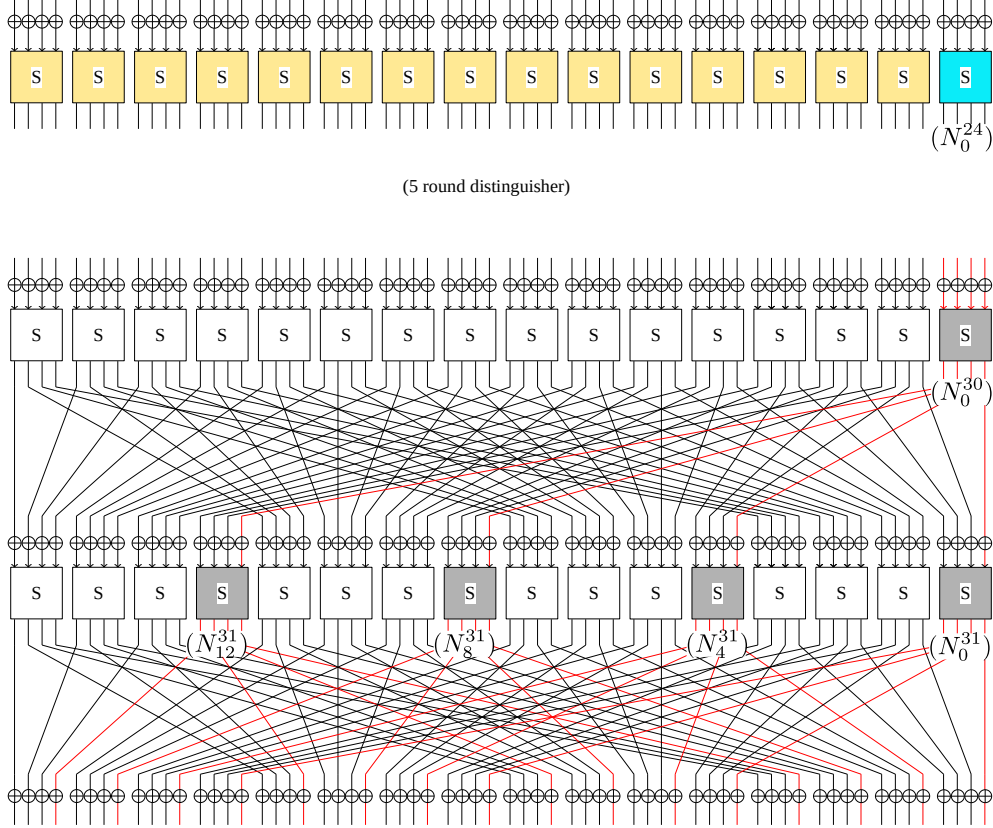 S S S S S S S S S S S S S S S S
(N_0^{24})
(5 round distinguisher)
S S S S S S S S S S S S S S S S
(N_0^{30})
S S S S S S S S S S S S S S S S
(N_{12}^{31}) (N_8^{31}) (N_4^{31}) (N_0^{31})